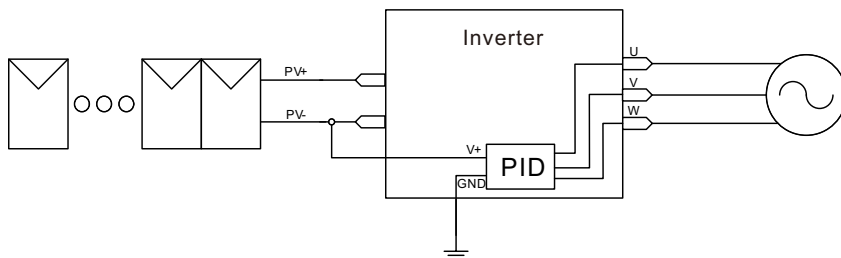 Inverter
U
PV+
V
PV-
W
V+
PID
GND